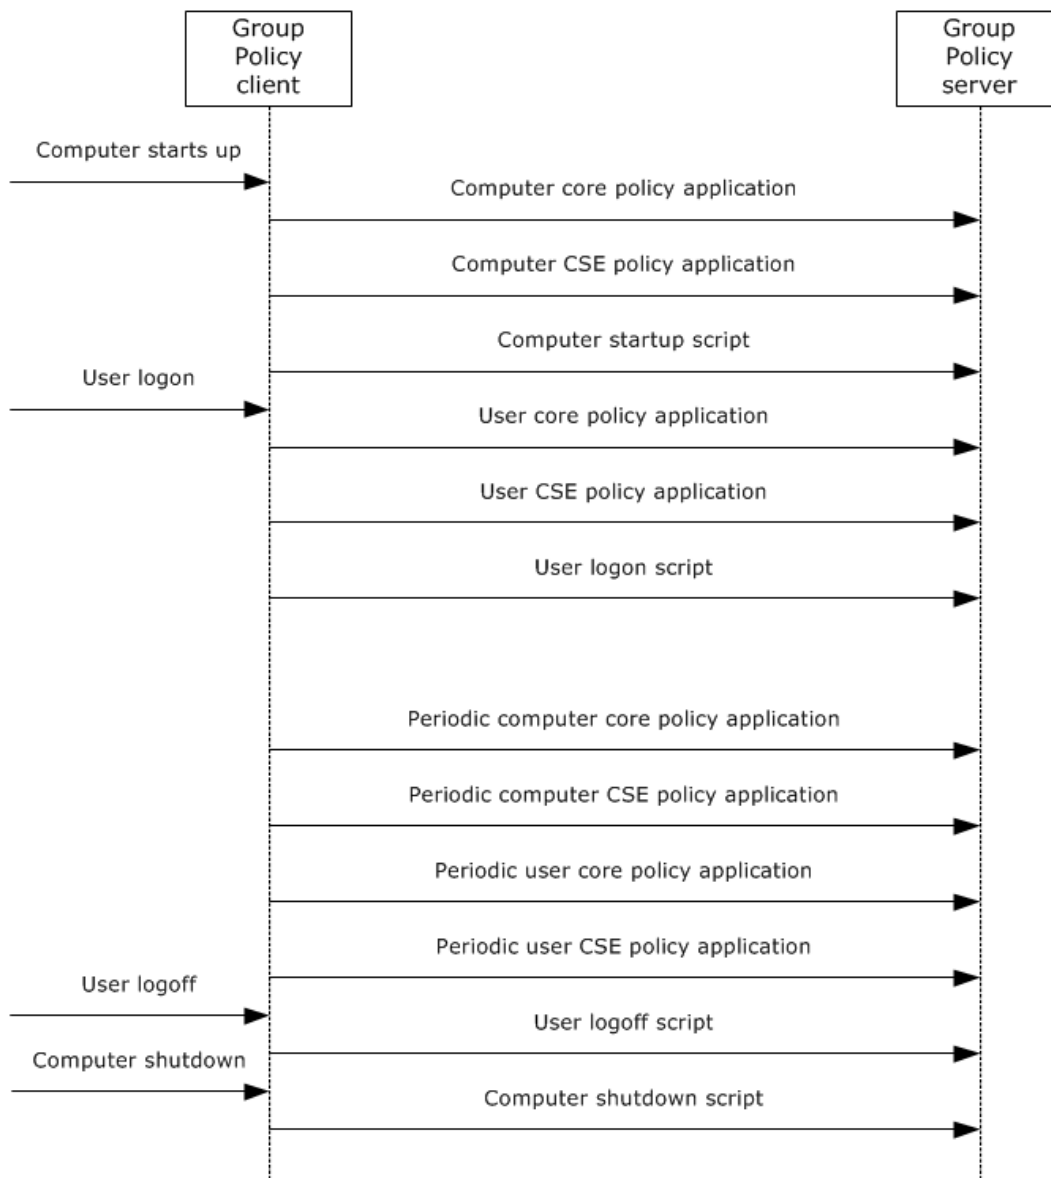 Group
Policy
client
Group
Policy
server
Computer starts up
Computer core policy application
Computer CSE policy application
Computer startup script
User logon
User core policy application
User CSE policy application
User logon script
Periodic computer core policy application
Periodic computer CSE policy application
Periodic user core policy application
Periodic user CSE policy application
User logoff
User logoff script
Computer shutdown
Computer shutdown script